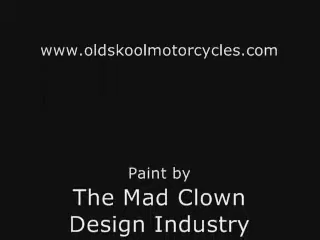 www.oldskoolmotorcycles.com
Paint by
The Mad Clown
Design Industry